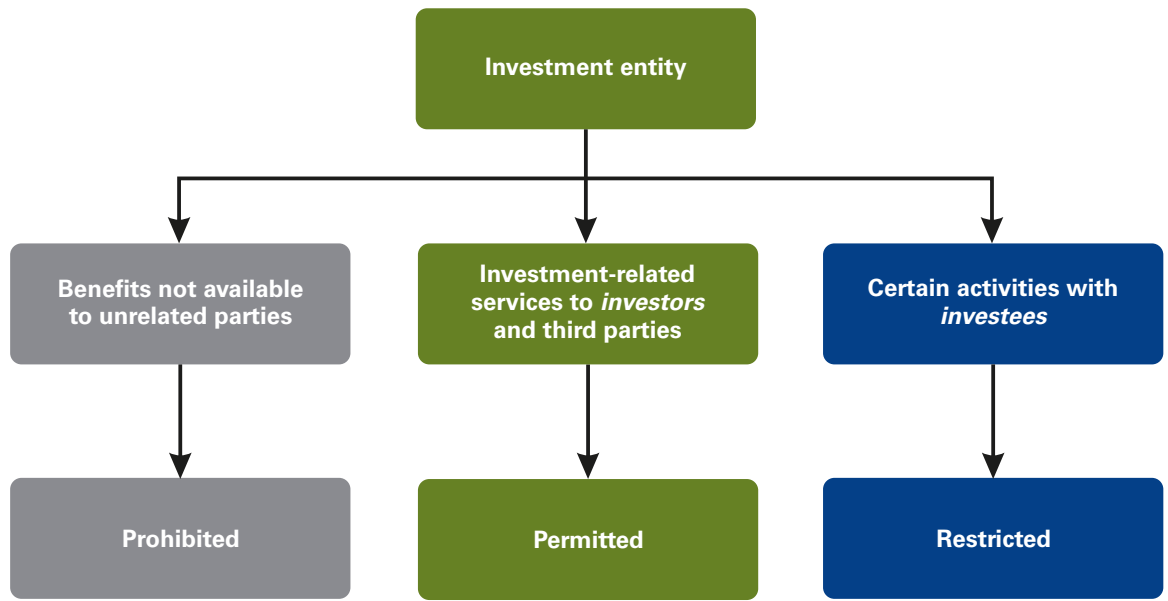 Investment entity
Benefits not available
to unrelated parties
Investment-related
services to investors
and third parties
Certain activities with
investees
Prohibited
Permitted
Restricted